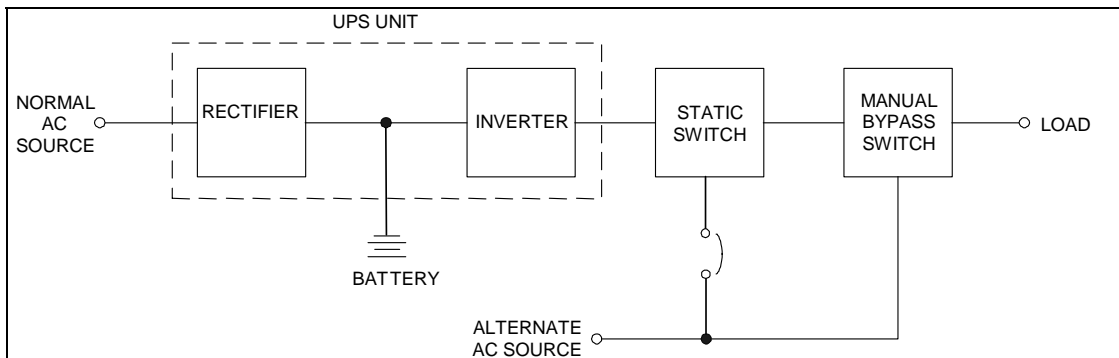 UPS UNIT
NORMAL
AC
SOURCE
RECTIFIER
INVERTER
STATIC
SWITCH
MANUAL
BYPASS
SWITCH
LOAD
BATTERY
ALTERNATE
AC SOURCE